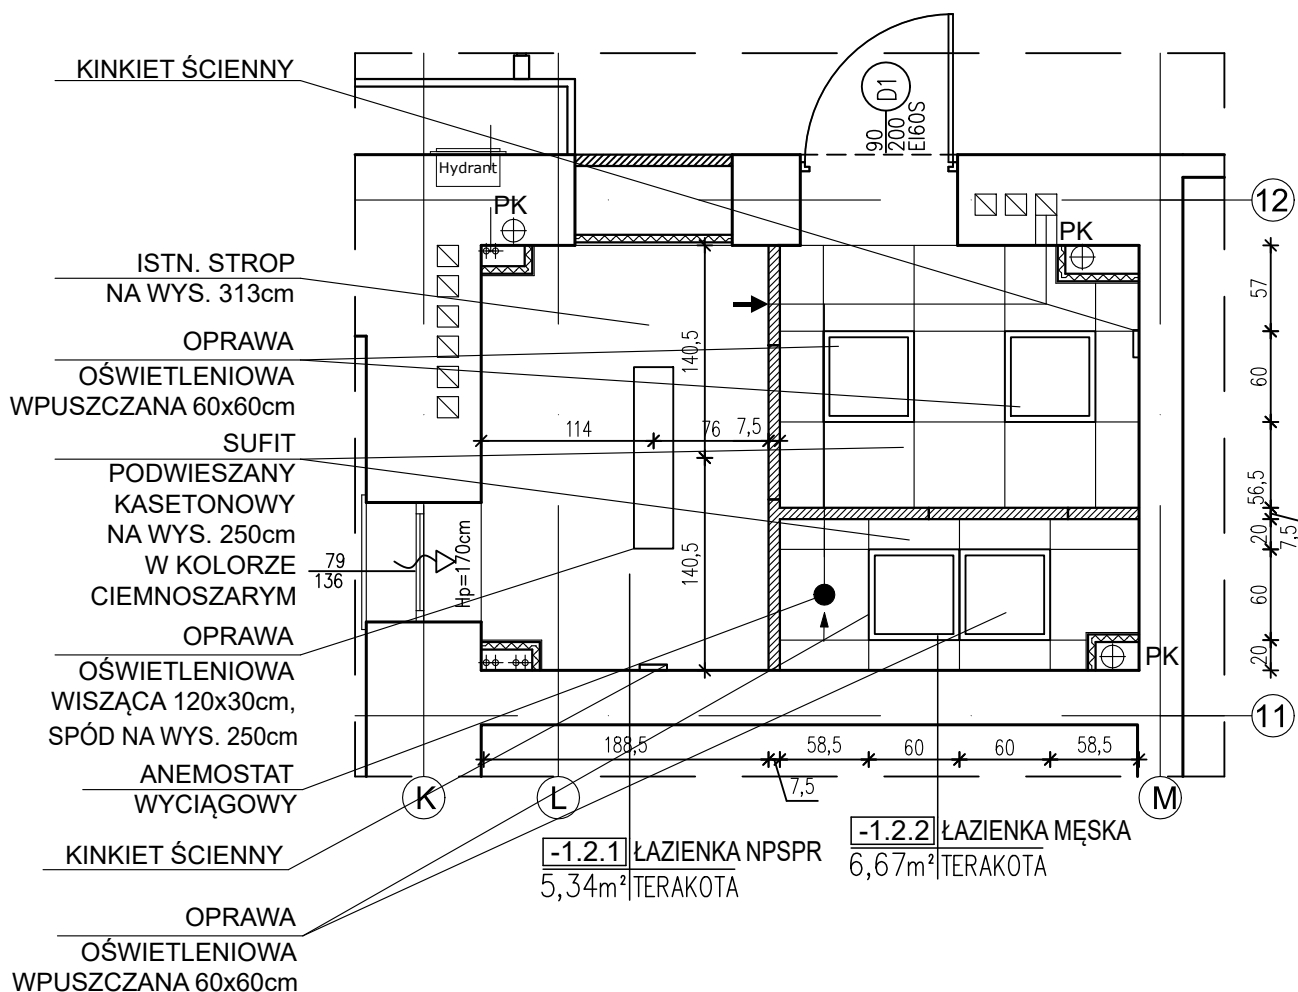 KINKIET ŚCIENNY
D1
90
200
EI60S
Hydrant
PK
12
PK
ISTN. STROP
NA WYS. 313cm
57
OPRAWA
OŚWIETLENIOWA
WPUSZCZANA 60x60cm
140,5
60
114
76
7,5
SUFIT
PODWIESZANY
KASETONOWY
NA WYS. 250cm
W KOLORZE
CIEMNOSZARYM
56,5
7,5
20
79
136
Hp=170cm
140,5
60
OPRAWA
OŚWIETLENIOWA
WISZĄCA 120x30cm,
SPÓD NA WYS. 250cm
PK
20
11
188,5
58,5
60
60
58,5
7,5
ANEMOSTAT
WYCIĄGOWY
K
L
M
KINKIET ŚCIENNY
-1.2.1 ŁAZIENKA NPSPR
5,34m² TERAKOTA
-1.2.2 ŁAZIENKA MĘSKA
6,67m² TERAKOTA
OPRAWA
OŚWIETLENIOWA
WPUSZCZANA 60x60cm